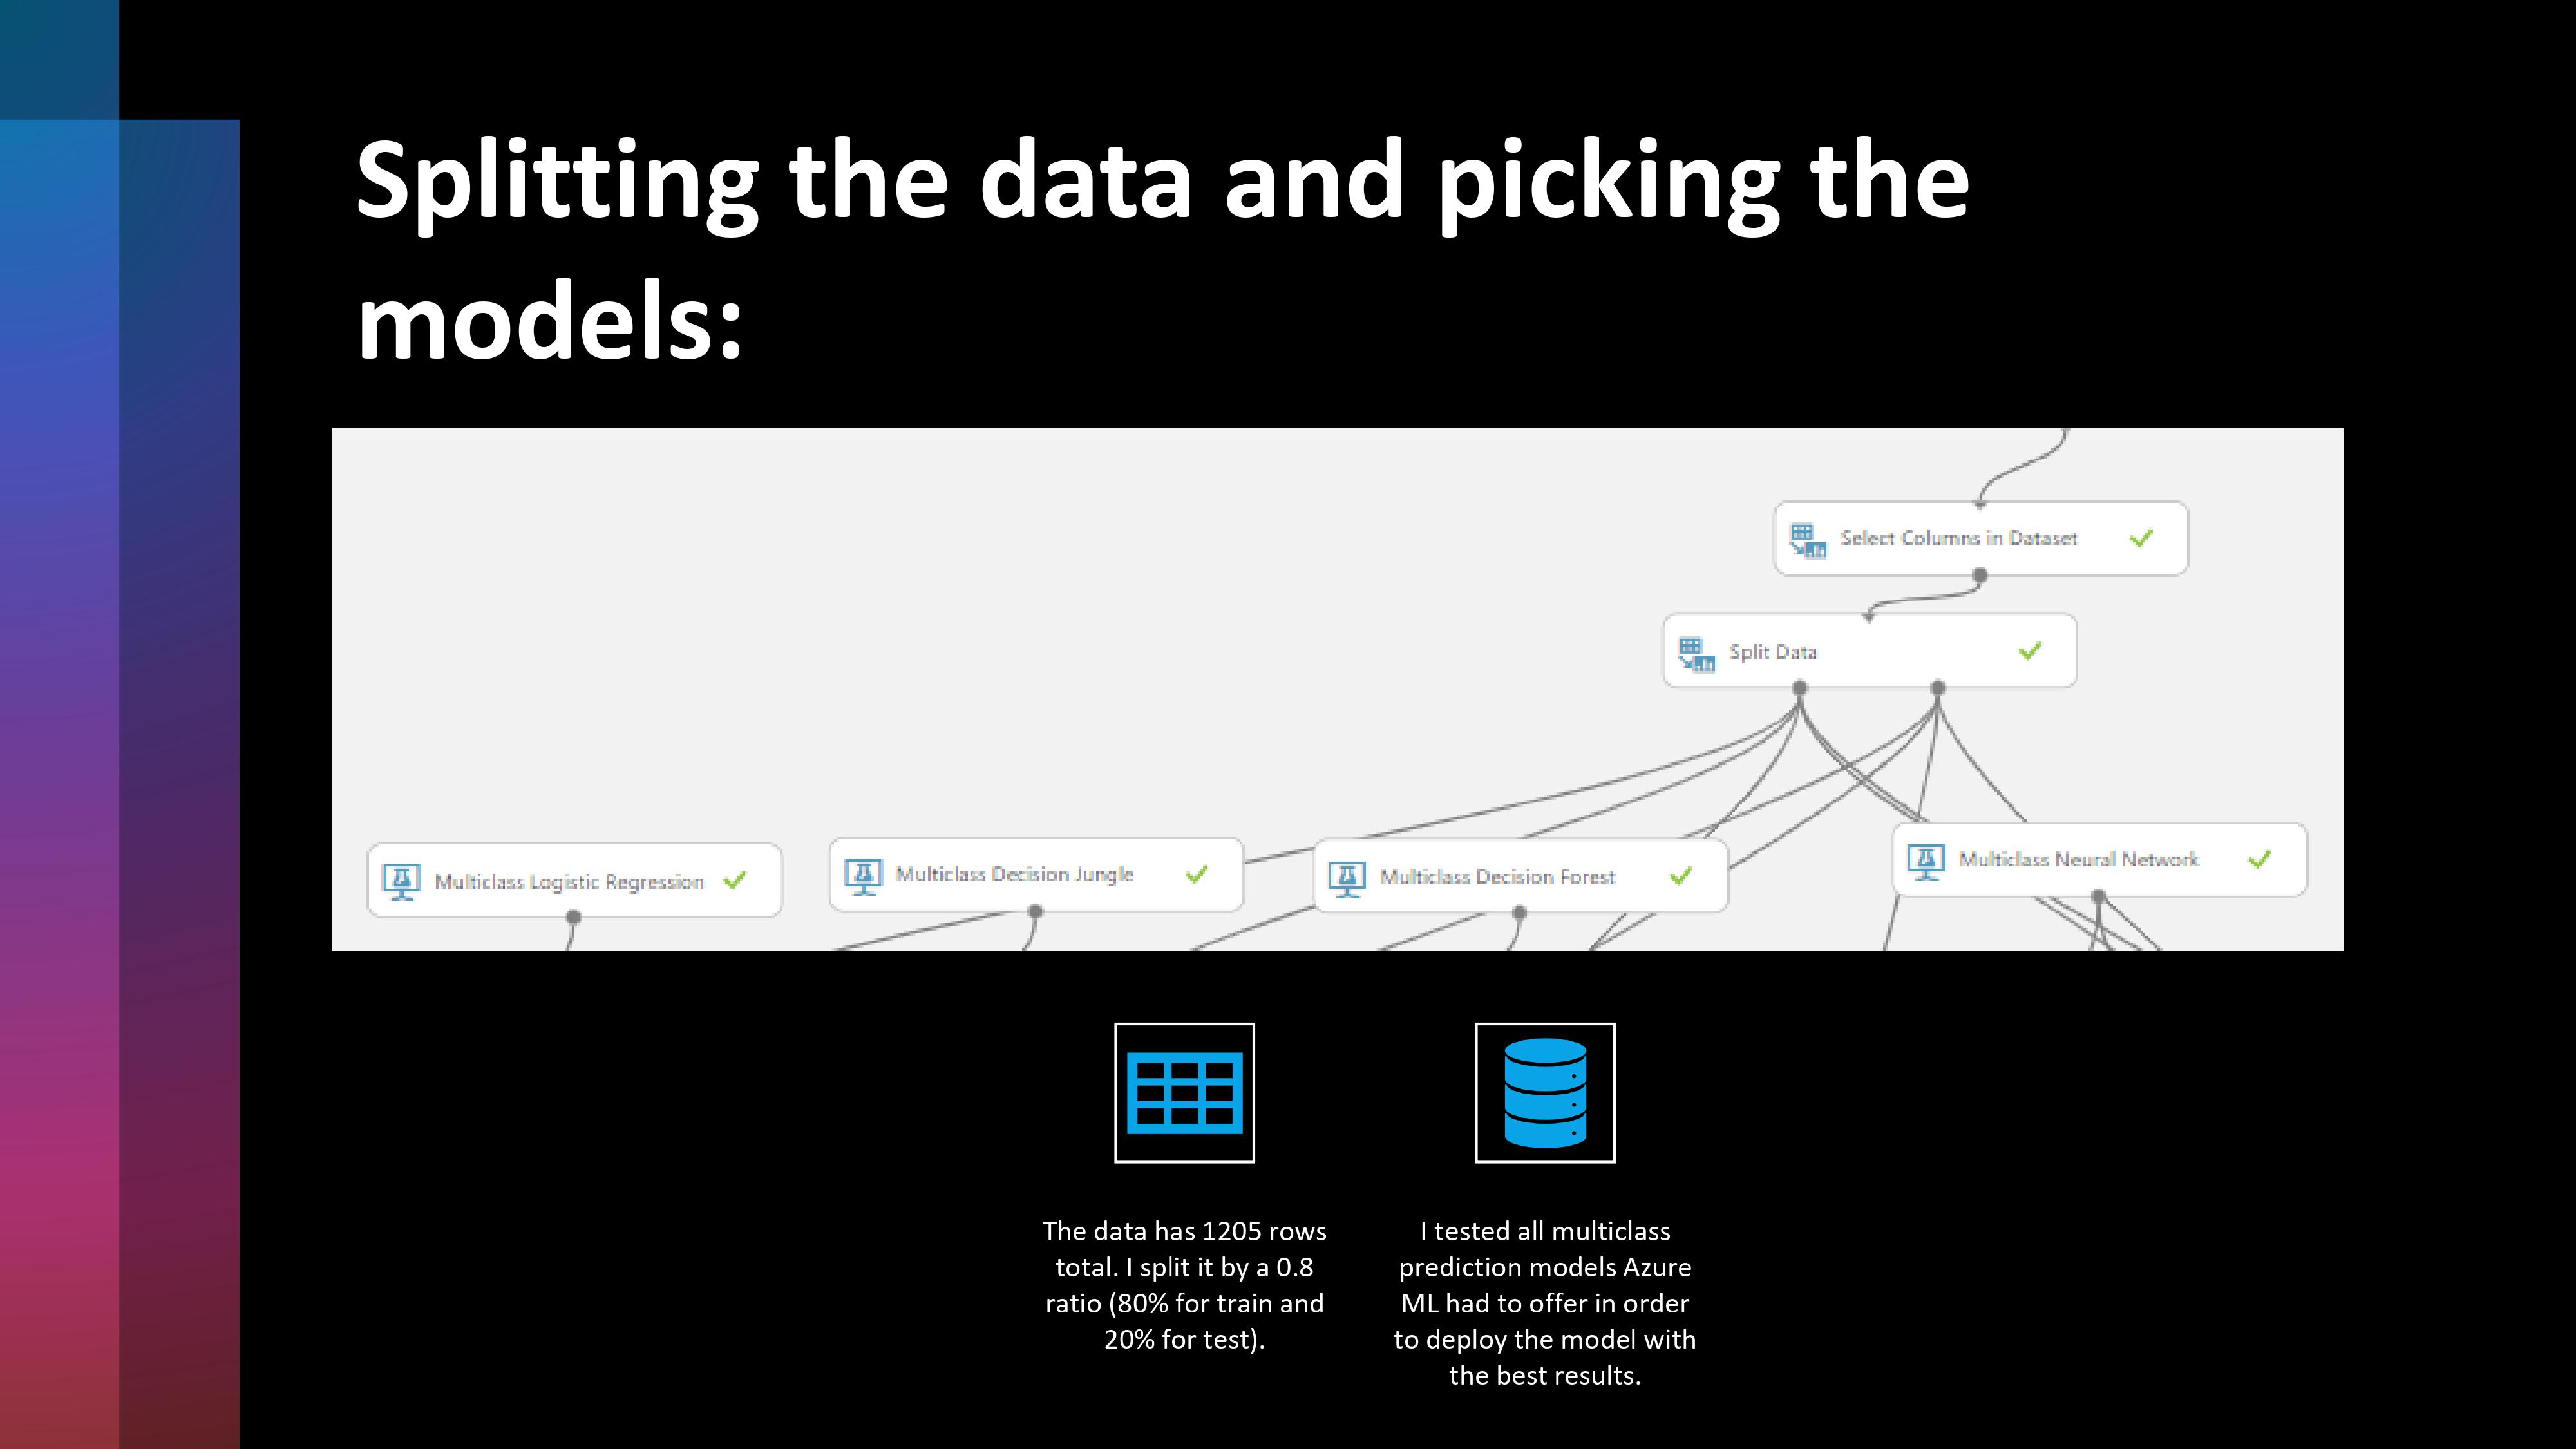 Splitting the data and picking the
models:
Select Columns in Dataset
Split Data
Multiclass Logistic Regression
Multiclass Decision Jungle
Multiclass Decision Forest
Multiclass Neural Network
The data has 1205 rows
total. I split it by a 0.8
ratio (80% for train and
20% for test).
I tested all multiclass
prediction models Azure
ML had to offer in order
to deploy the model with
the best results.